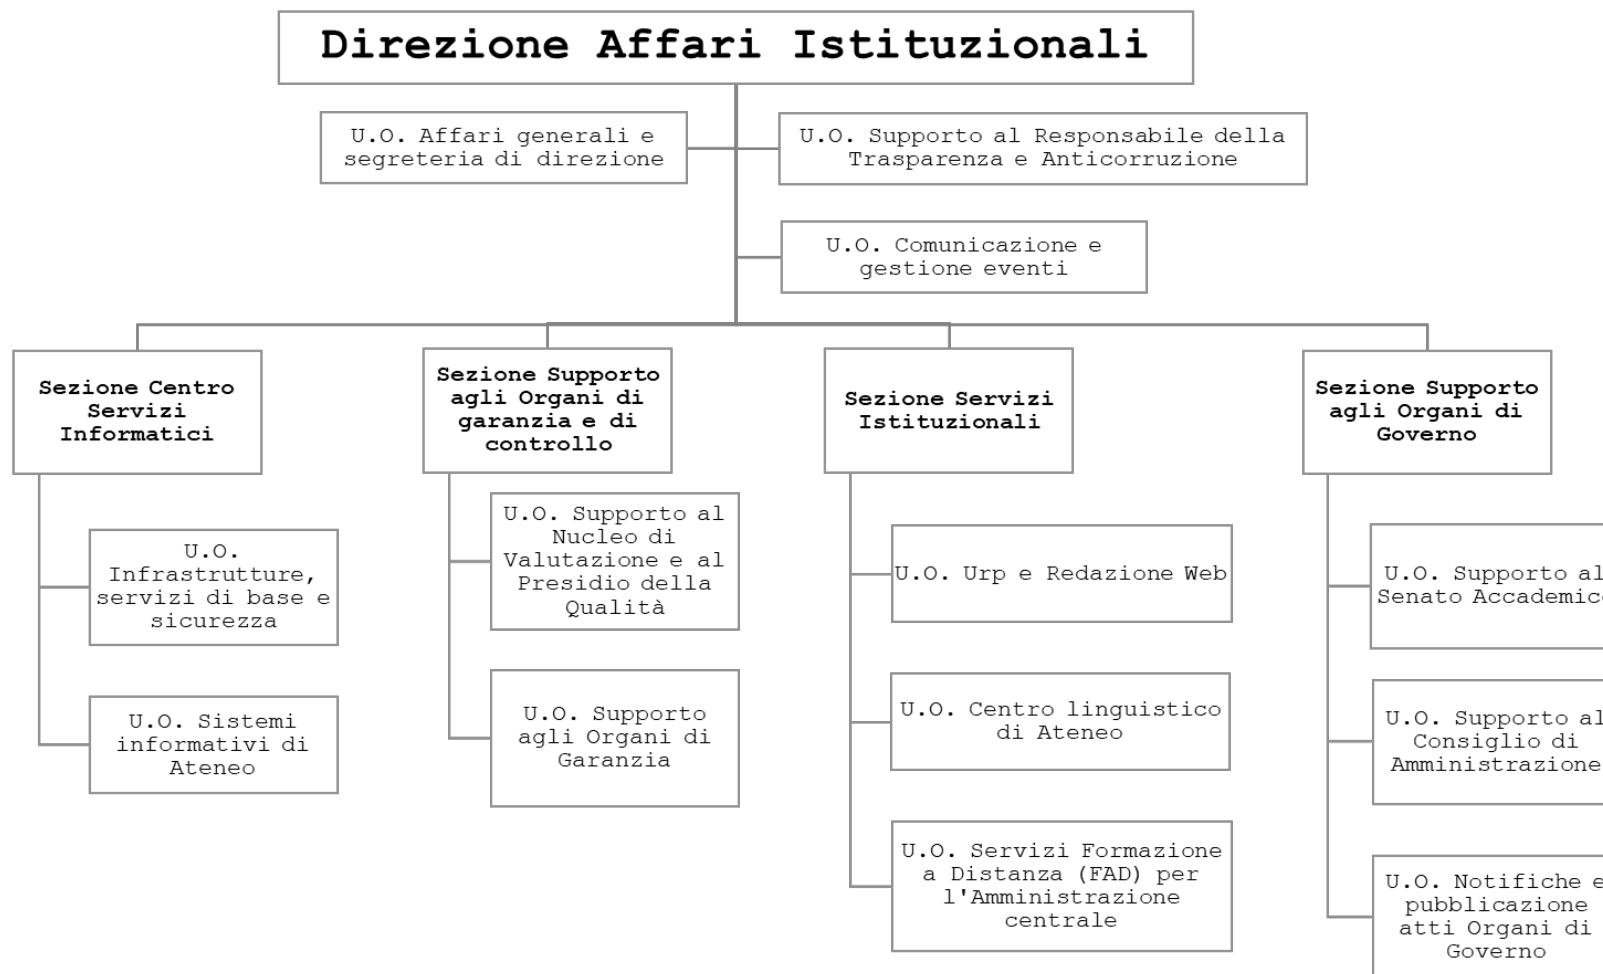 Direzione Affari Istituzionali
U.O. Affari generali e
segreteria di direzione
U.O. Supporto al Responsabile della
Trasparenza e Anticorruzione
U.O. Comunicazione e
gestione eventi
Sezione Centro
Servizi
Informatici
U.O.
Infrastrutture,
servizi di base e
sicurezza
U.O. Sistemi
informativi di
Ateneo
Sezione Supporto
agli Organi di
garanzia e di
controllo
U.O. Supporto al
Nucleo di
Valutazione e al
Presidio della
Qualità
U.O. Supporto
agli Organi di
Garanzia
Sezione Servizi
Istituzionali
U.O. Urp e Redazione Web
U.O. Centro linguistico
di Ateneo
U.O. Servizi Formazione
a Distanza (FAD) per
l'Amministrazione
centrale
Sezione Supporto
agli Organi di
Governo
U.O. Supporto al
Senato Accademico
U.O. Supporto al
Consiglio di
Amministrazione
U.O. Notifiche e
pubblicazione
atti Organi di
Governo